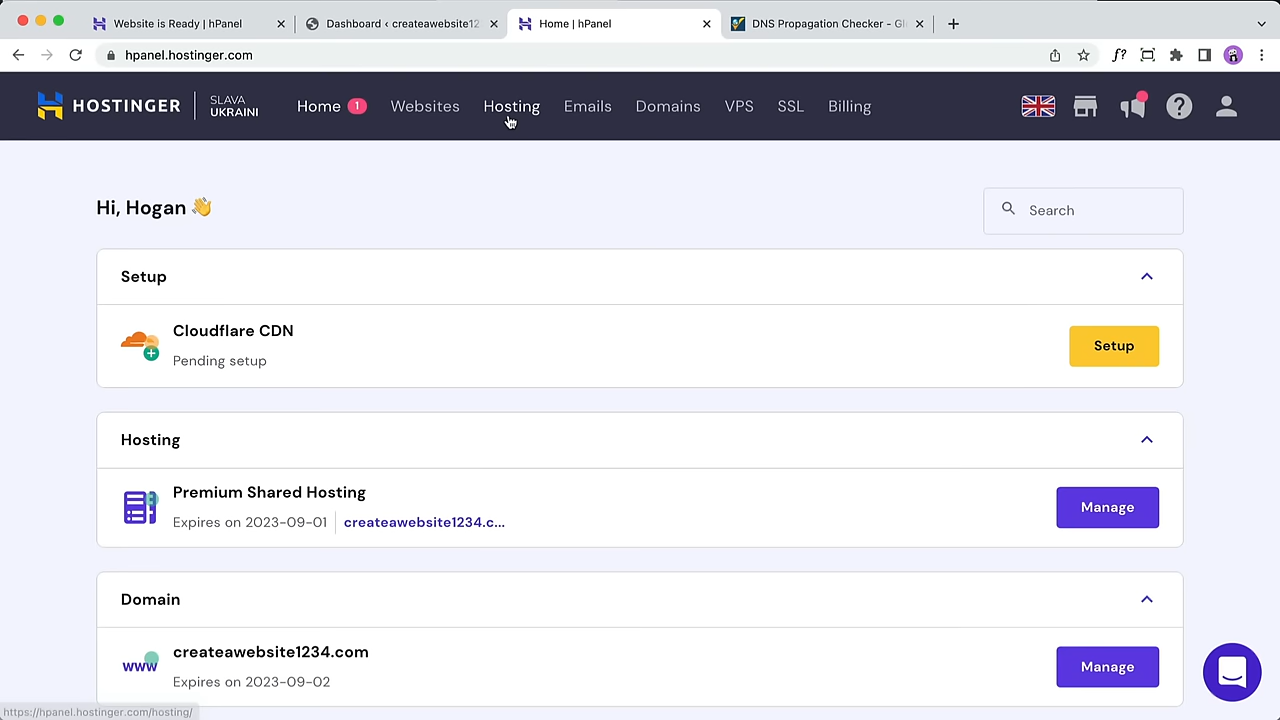 Website is Ready | hPanel
Dashboard ‹ createawebsite12
Home | hPanel
DNS Propagation Checker - Gl
hpanel.hostinger.com
f?
HOSTINGER
SLAVA
UKRAINI
Home 1
Websites
Hosting
Emails
Domains
VPS
SSL
Billing
Hi, Hogan 👋
Search
Setup
Cloudflare CDN
Pending setup
Setup
Hosting
Premium Shared Hosting
Expires on 2023-09-01
createawebsite1234.c...
Manage
Domain
www
createawebsite1234.com
Expires on 2023-09-02
Manage
https://hpanel.hostinger.com/hosting/